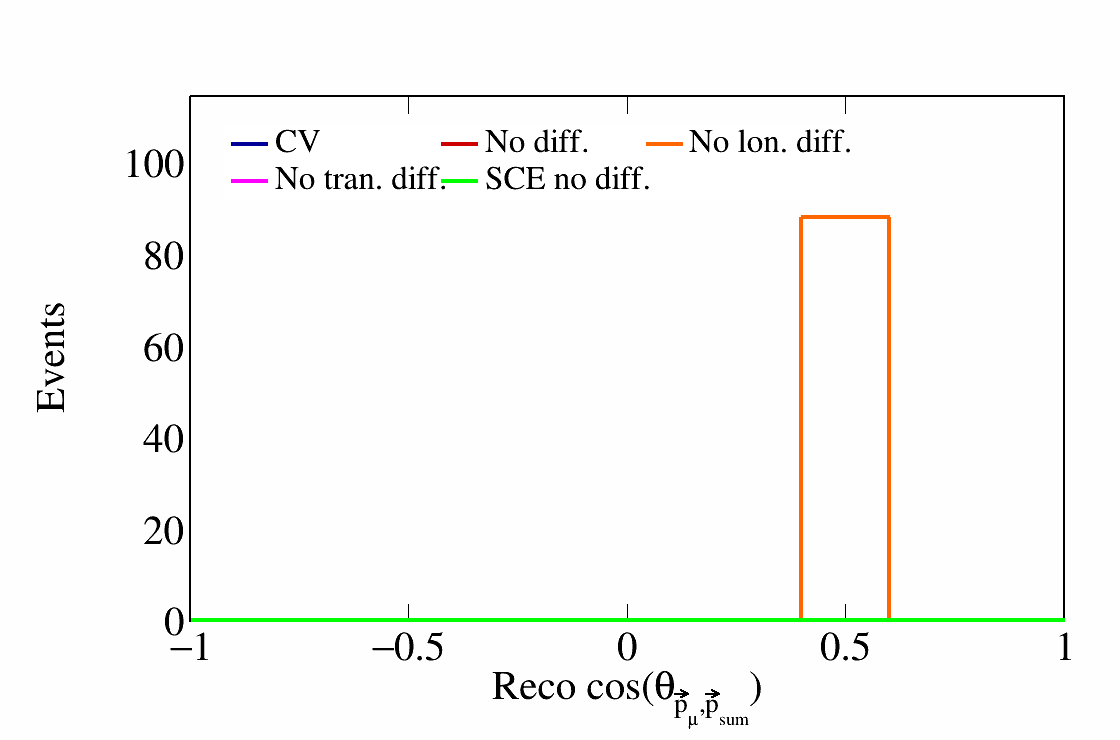 CV No diff. No lon. diff.
No tran. diff. SCE no diff.
100
80
60
40
20
0
Events
−1 −0.5 0 0.5 1
Reco cos(θp⃗μ,p⃗sum)